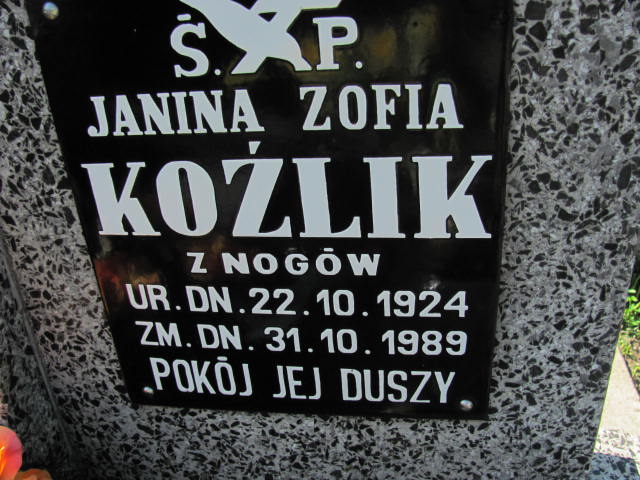 Ś. P.
JANINA ZOFIA
KOŹLIK
Z NOGÓW
UR. DN. 22. 10. 1924
ZM. DN. 31. 10. 1989
POKÓJ JEJ DUSZY